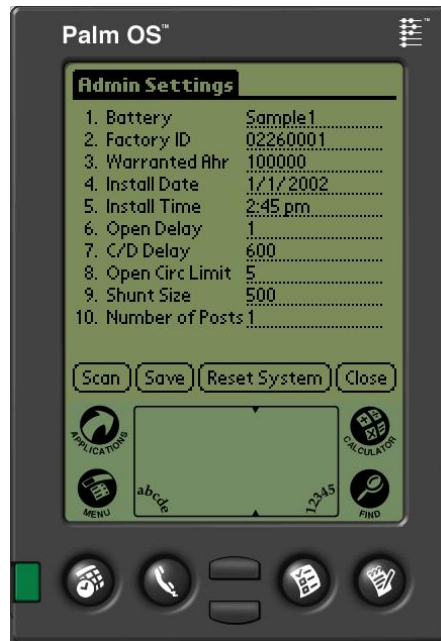 Palm OS™
Admin Settings
1. Battery Sample1
2. Factory ID 02260001
3. Warranted Ahr 100000
4. Install Date 1/1/2002
5. Install Time 2:45 pm
6. Open Delay 1
7. C/D Delay 600
8. Open Circ Limit 5
9. Shunt Size 500
10. Number of Posts 1
Scan Save Reset System Close
APPLICATIONS CALCULATOR
MENU abcde 12345 FIND